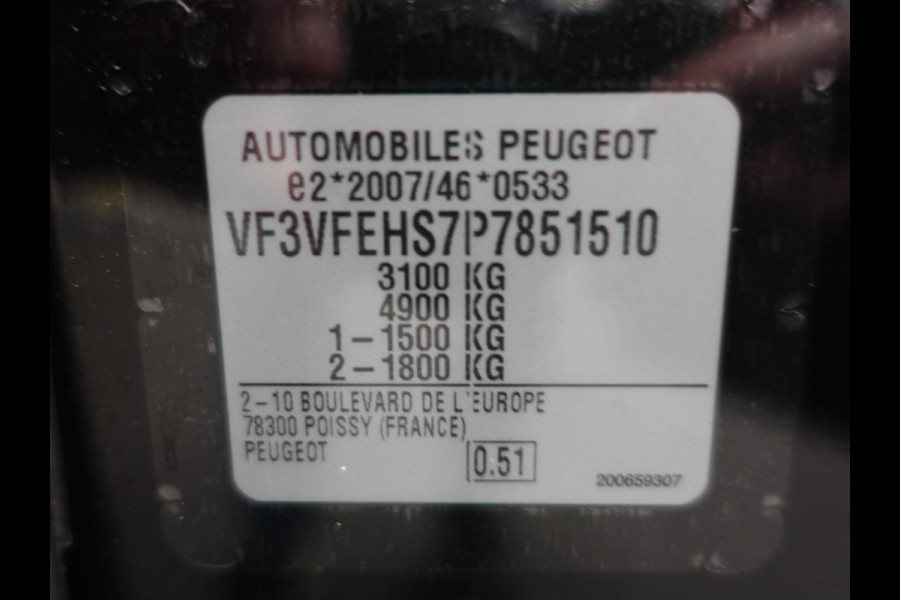 AUTOMOBILES PEUGEOT
e2*2007/46*0533
VF3VFEHS7P7851510
3100 KG
4900 KG
1-1500 KG
2-1800 KG
2-10 BOULEVARD DE L'EUROPE
78300 POISSY (FRANCE)
PEUGEOT
0.51
200659307